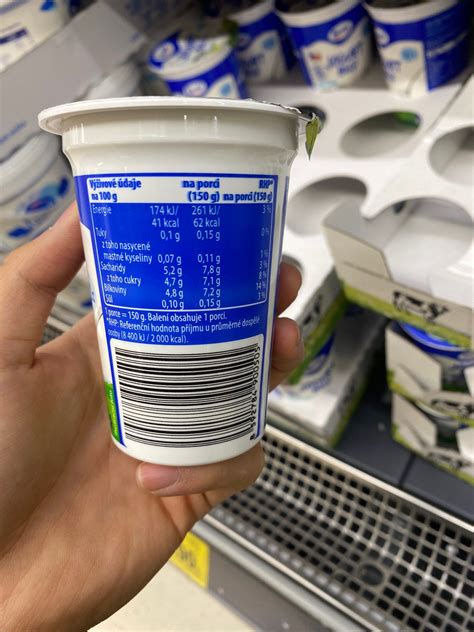 Výživové údaje na porci RHP*
na 100 g (150 g) na porci (150 g)
Energie 174 kJ/ 261 kJ/ 3 %
41 kcal 62 kcal
Tuky 0,1 g 0,15 g 0 %
z toho nasycené
mastné kyseliny 0,07 g 0,11 g 1 %
Sacharidy 5,2 g 7,8 g 3 %
z toho cukry 4,7 g 7,1 g 8 %
Bílkoviny 4,8 g 7,2 g 14 %
Sůl 0,10 g 0,15 g 3 %
1 porce = 150 g. Balení obsahuje 1 porci.
*RHP: Referenční hodnota příjmu u průměrné dospělé
osoby (8 400 kJ / 2 000 kcal).